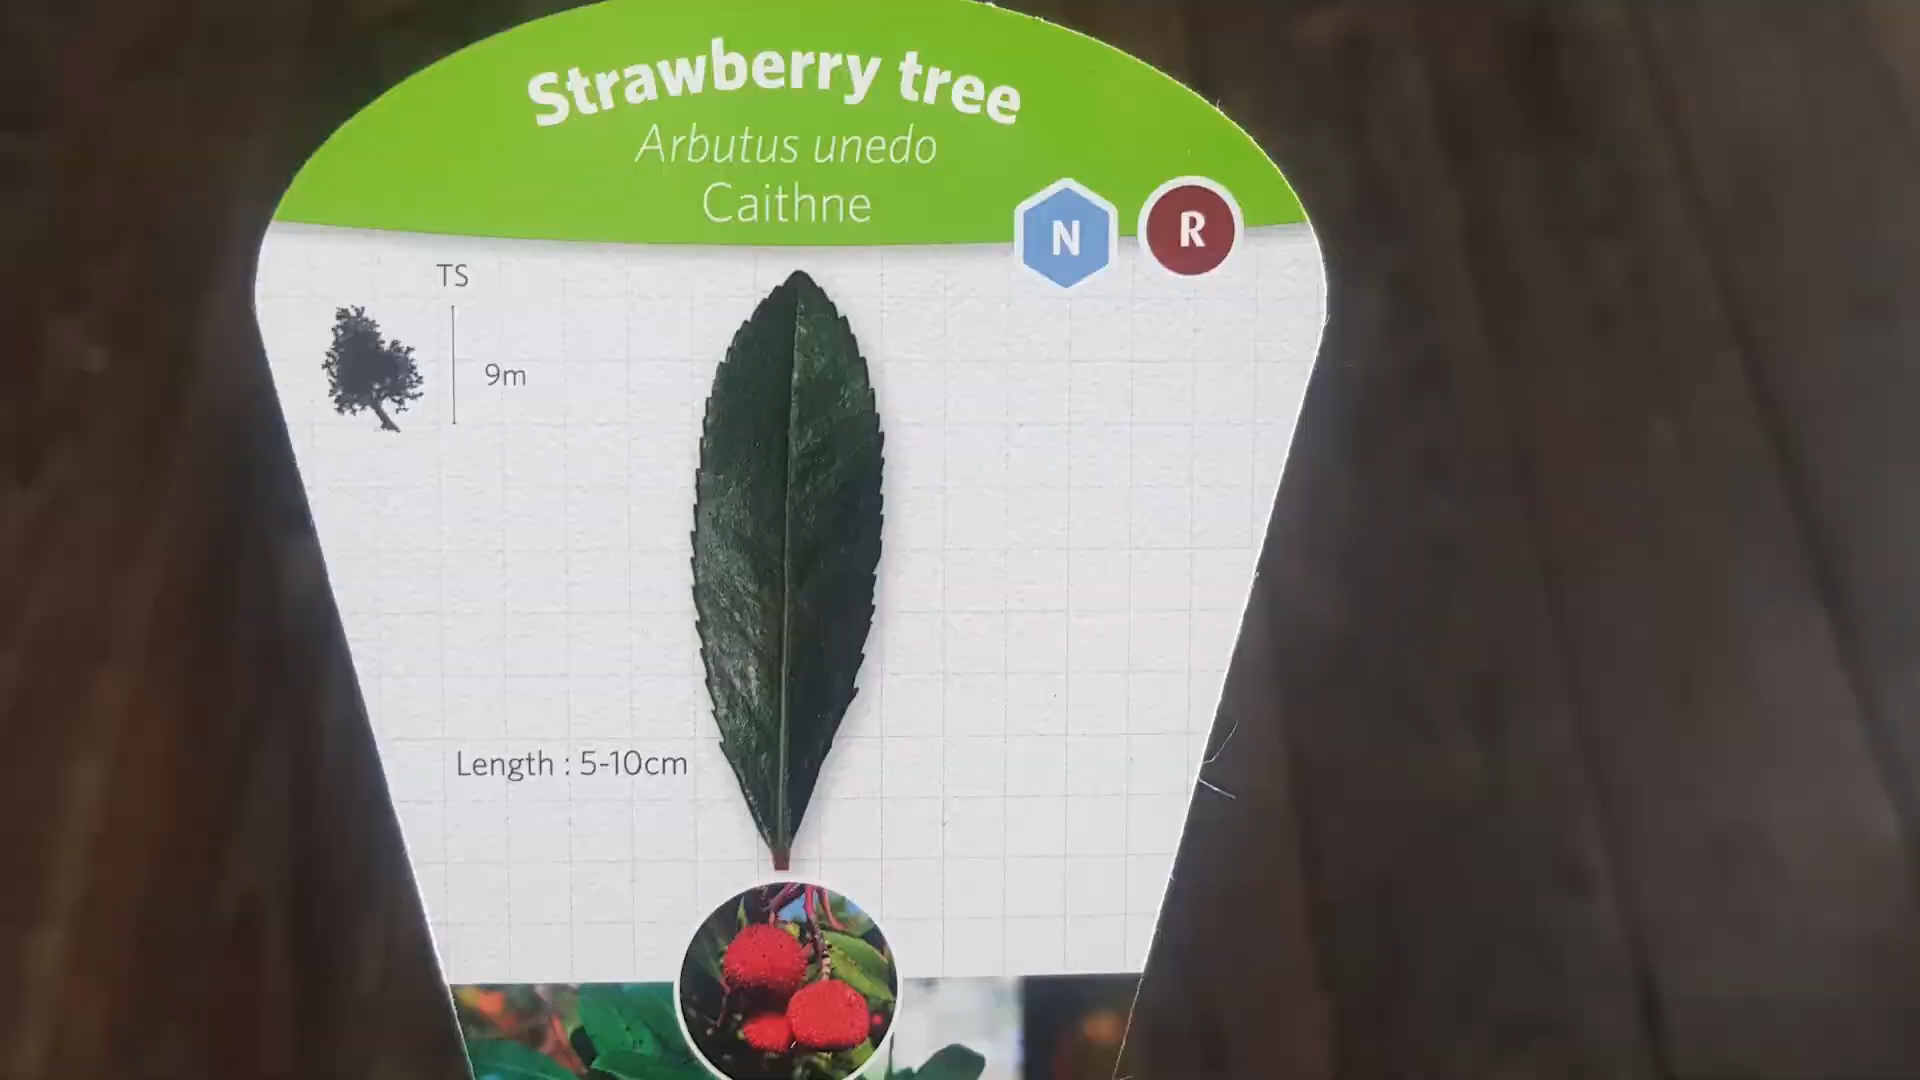 Strawberry tree
Arbutus unedo
Caithne
N R
TS
9m
Length : 5-10cm